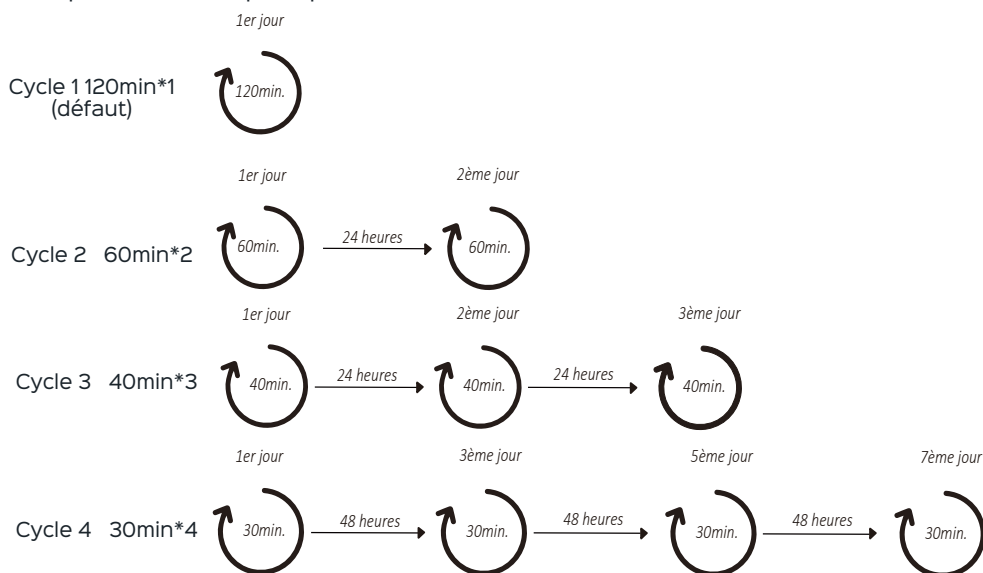 1er jour
Cycle 1 120min*1
(défaut)
120min.
1er jour
2ème jour
Cycle 2 60min*2
60min.
24 heures
60min.
1er jour
2ème jour
3ème jour
Cycle 3 40min*3
40min.
24 heures
40min.
24 heures
40min.
1er jour
3ème jour
5ème jour
7ème jour
Cycle 4 30min*4
30min.
48 heures
30min.
48 heures
30min.
48 heures
30min.